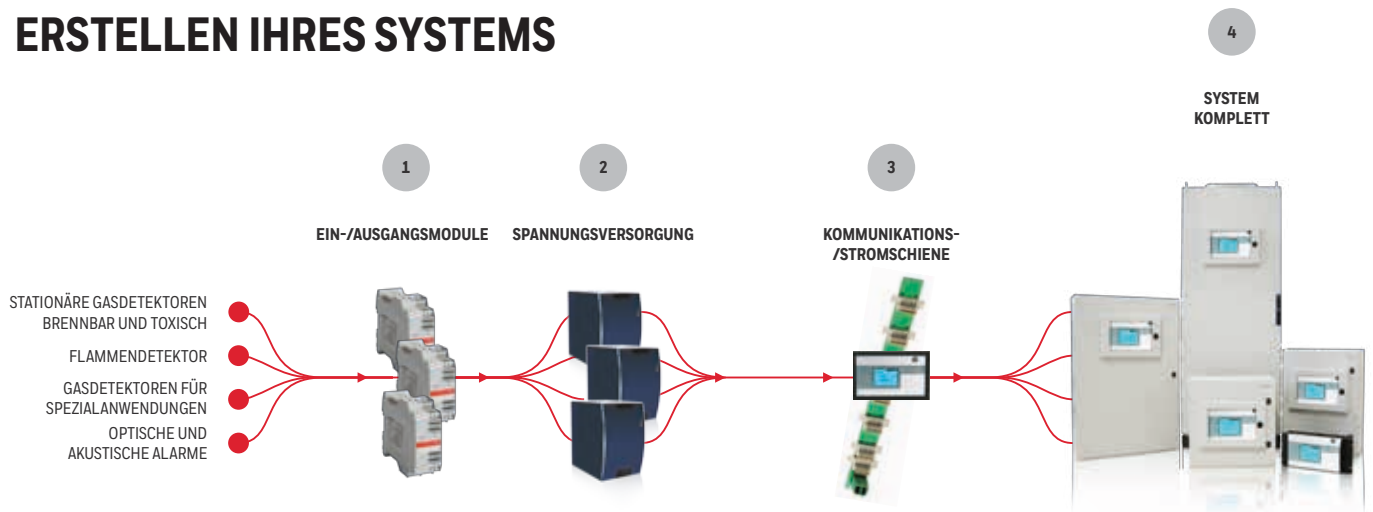 ERSTELLEN IHRES SYSTEMS
4
SYSTEM
KOMPLETT
1
2
3
EIN-/AUSGANGSMODULE
SPANNUNGSVERSORGUNG
KOMMUNIKATIONS-
/STROMSCHIENE
STATIONÄRE GASDETEKTOREN
BRENNBAR UND TOXISCH
FLAMMENDETEKTOR
GASDETEKTOREN FÜR
SPEZIALANWENDUNGEN
OPTISCHE UND
AKUSTISCHE ALARME